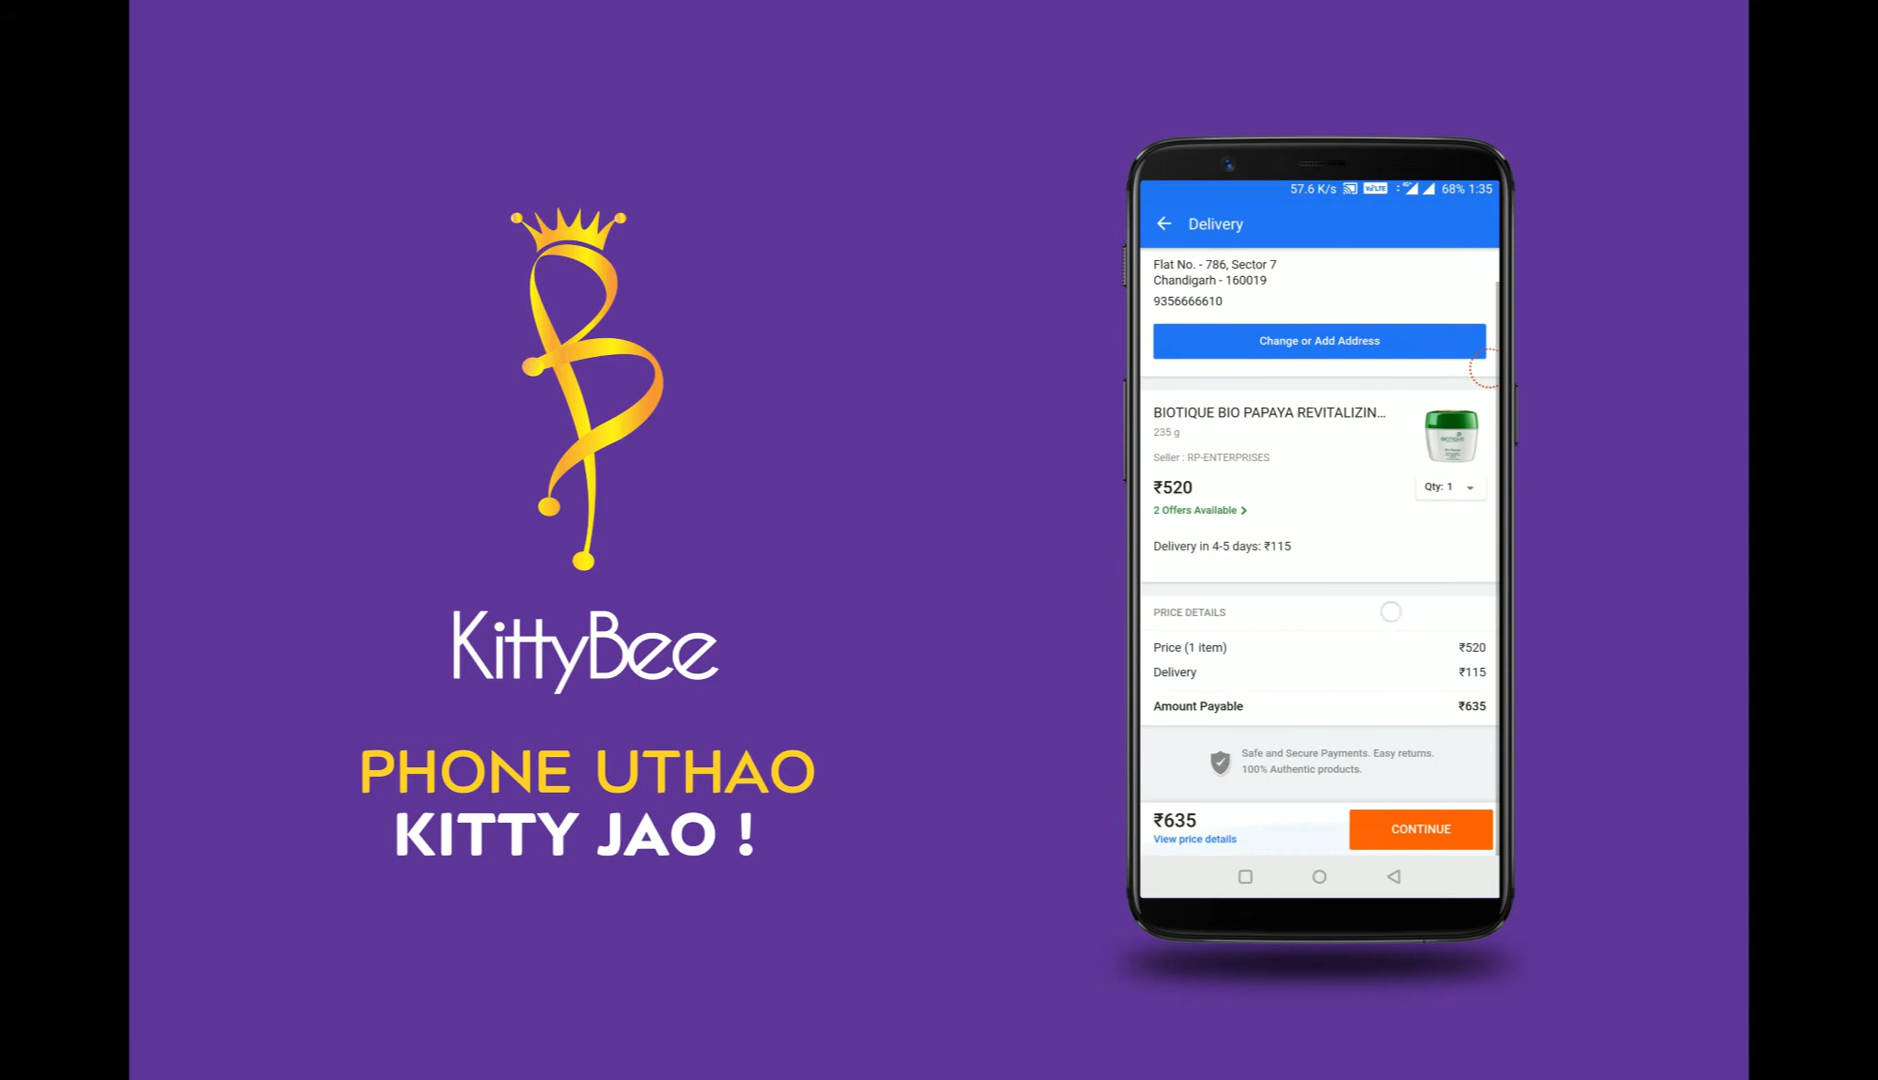 KittyBee
PHONE UTHAO
KITTY JAO !
57.6 K/s VoLTE 4G+ 68% 1:35
Delivery
Flat No. - 786, Sector 7
Chandigarh - 160019
9356666610
Change or Add Address
BIOTIQUE BIO PAPAYA REVITALIZIN...
235 g
BIOTIQUE
Seller : RP-ENTERPRISES
₹520
Qty: 1
2 Offers Available
Delivery in 4-5 days: ₹115
PRICE DETAILS
Price (1 item) ₹520
Delivery ₹115
Amount Payable ₹635
Safe and Secure Payments. Easy returns.
100% Authentic products.
₹635
View price details
CONTINUE